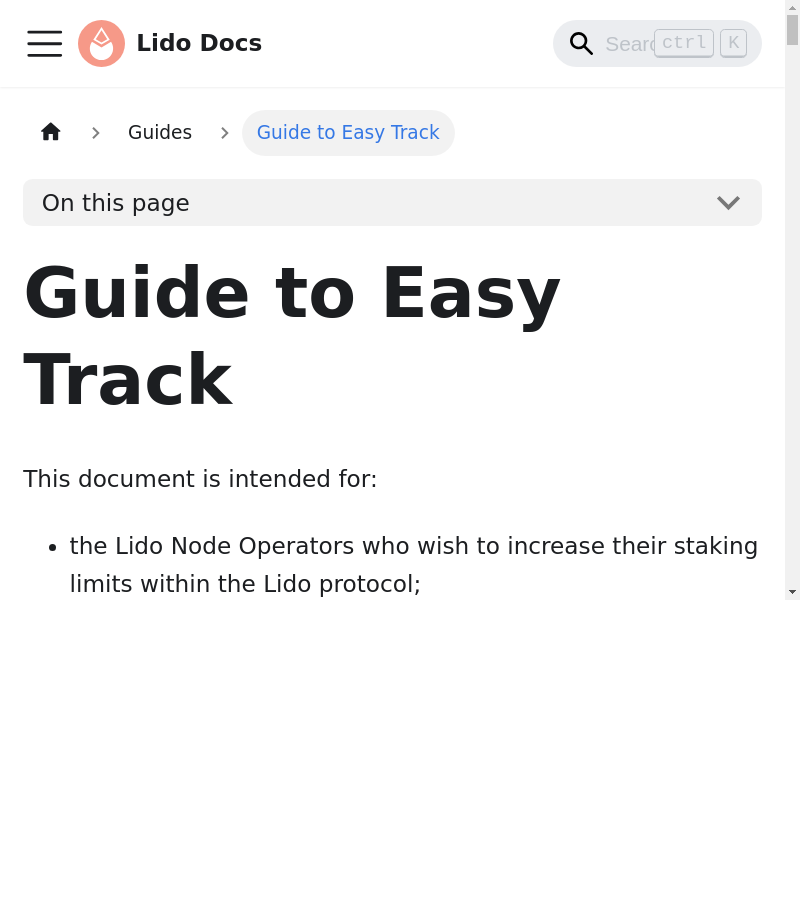 Lido Docs
Search ctrl K
Guides
Guide to Easy Track
On this page
Guide to Easy
Track
This document is intended for:
the Lido Node Operators who wish to increase their staking
limits within the Lido protocol;